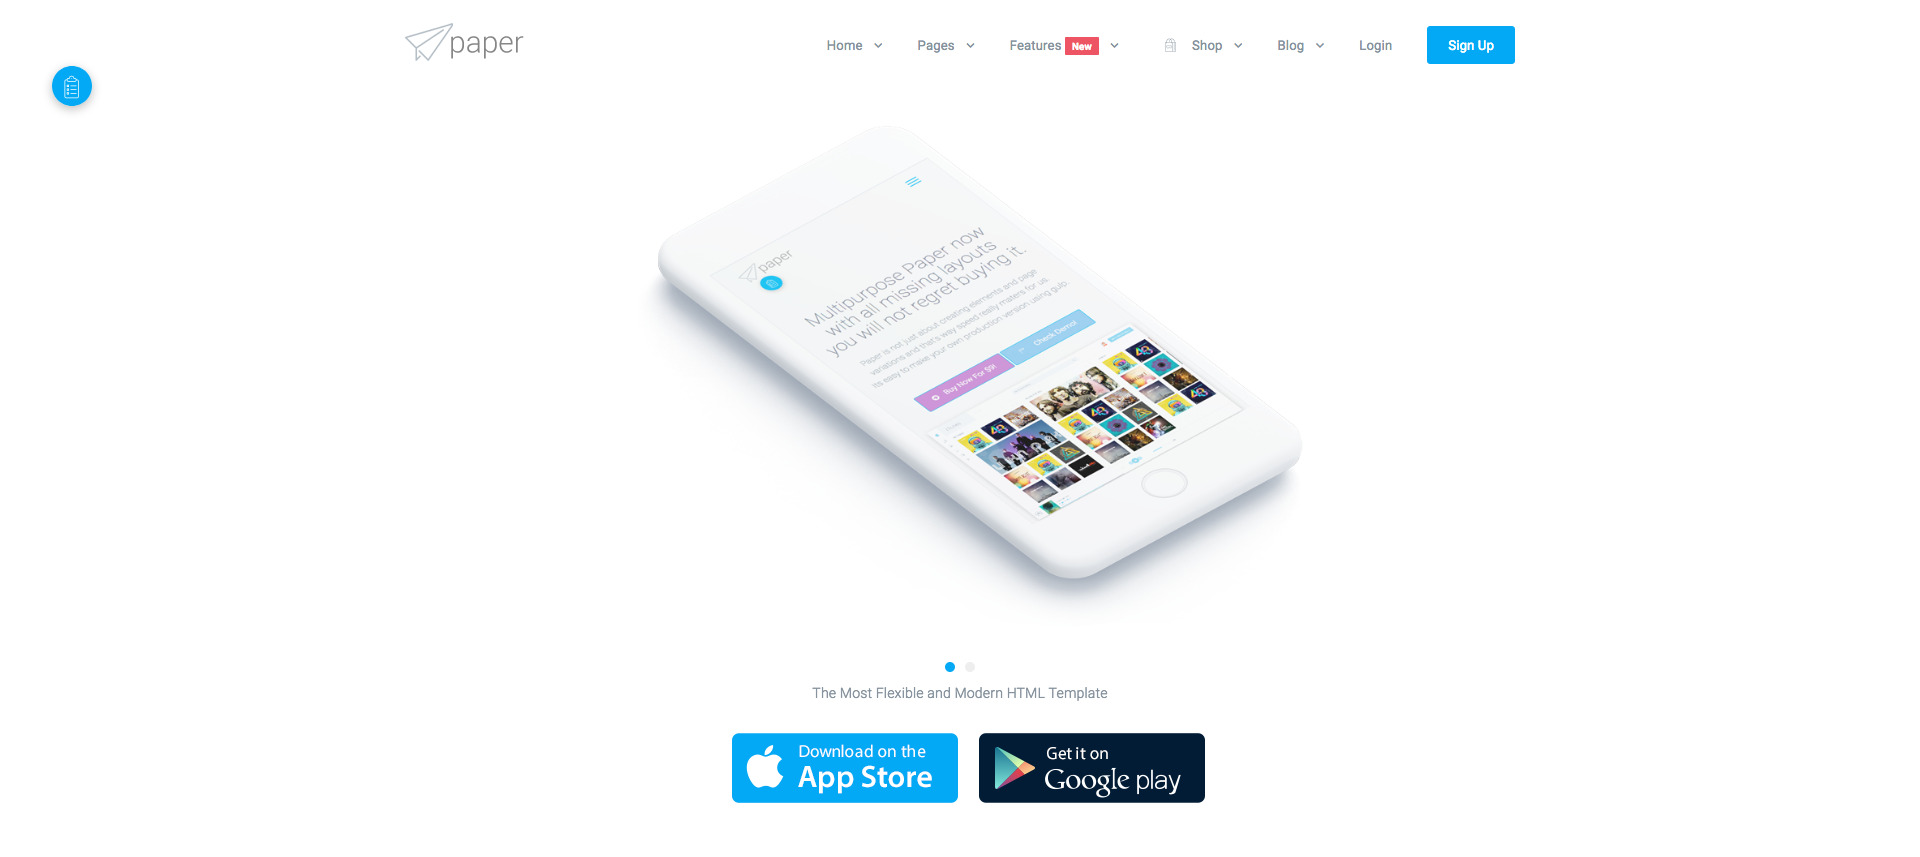 paper
Home
Pages
Features New
Shop
Blog
Login
Sign Up
paper
Multipurpose Paper now
with all missing layouts
you will not regret buying it.
Paper is not just about creating elements and page
variations and that's way speed really maters for us.
its easy to make your own production version using gulp.
Buy Now For $9!
Check Demo!
The Most Flexible and Modern HTML Template
Download on the
App Store
Get it on
Google play